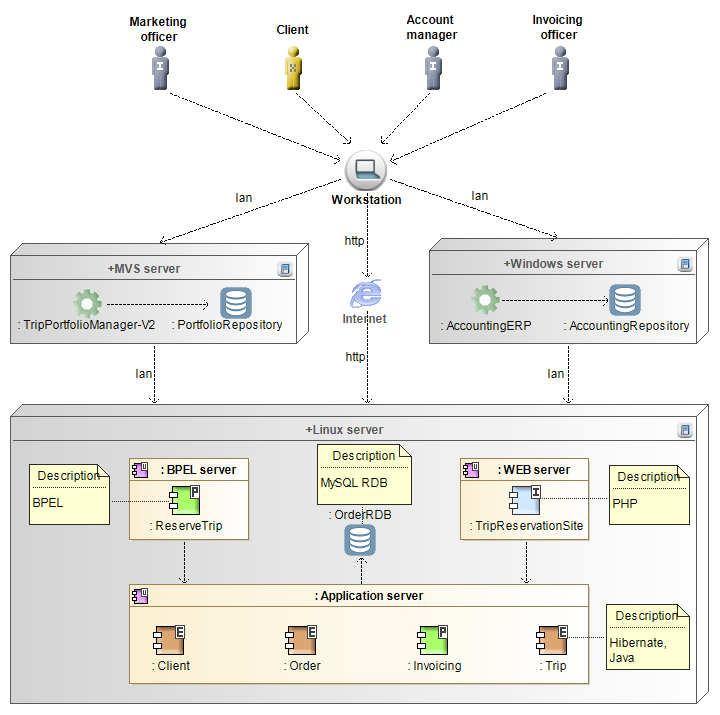 Marketing
officer
Client
Account
manager
Invoicing
officer
I
X
I
I
Workstation
lan
http
lan
+MVS server
: TripPortfolioManager-V2
: PortfolioRepository
Internet
+Windows server
: AccountingERP
: AccountingRepository
lan
http
lan
+Linux server
Description
BPEL
U
: BPEL server
P
: ReserveTrip
Description
MySQL RDB
: OrderRDB
U
: WEB server
I
: TripReservationSite
Description
PHP
U
: Application server
E
: Client
E
: Order
P
: Invoicing
E
: Trip
Description
Hibernate,
Java